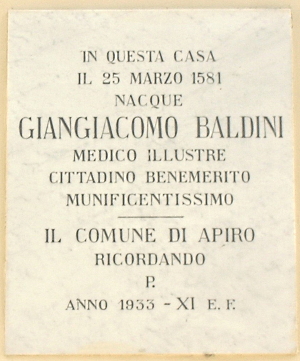 IN QUESTA CASA
IL 25 MARZO 1581
NACQUE
GIANGIACOMO BALDINI
MEDICO ILLUSTRE
CITTADINO BENEMERITO
MUNIFICENTISSIMO
IL COMUNE DI APIRO
RICORDANDO
P.
ANNO 1933 - XI E. F.